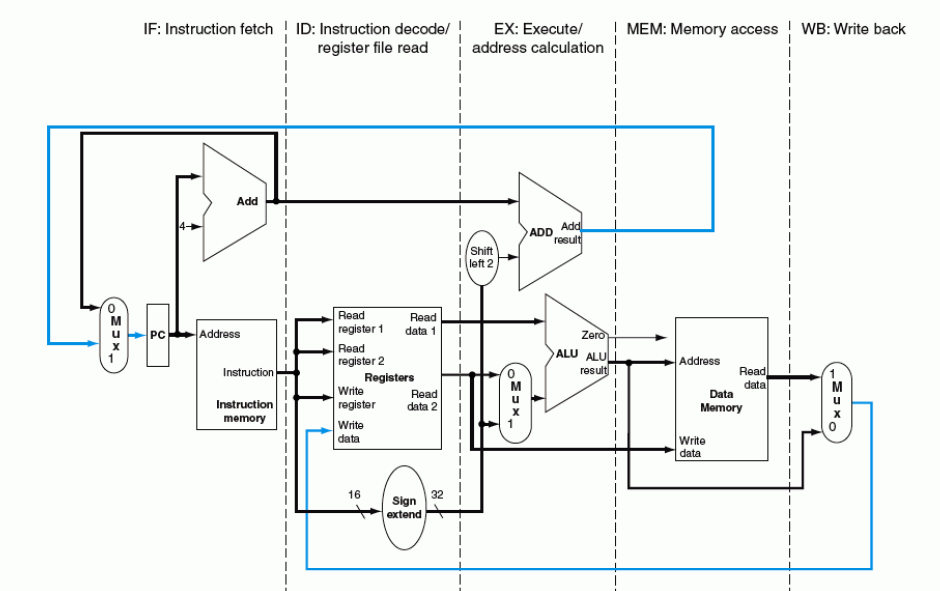 IF: Instruction fetch
ID: Instruction decode/
register file read
EX: Execute/
address calculation
MEM: Memory access
WB: Write back
Add
4
ADD
Add
result
Shift
left 2
0
M
u
x
1
PC
Address
Instruction
Instruction
memory
Read
register 1
Read
register 2
Write
register
Write
data
Registers
Read
data 1
Read
data 2
0
M
u
x
1
Zero
ALU
ALU
result
Address
Read
data
Data
Memory
Write
data
1
M
u
x
0
16
Sign
extend
32